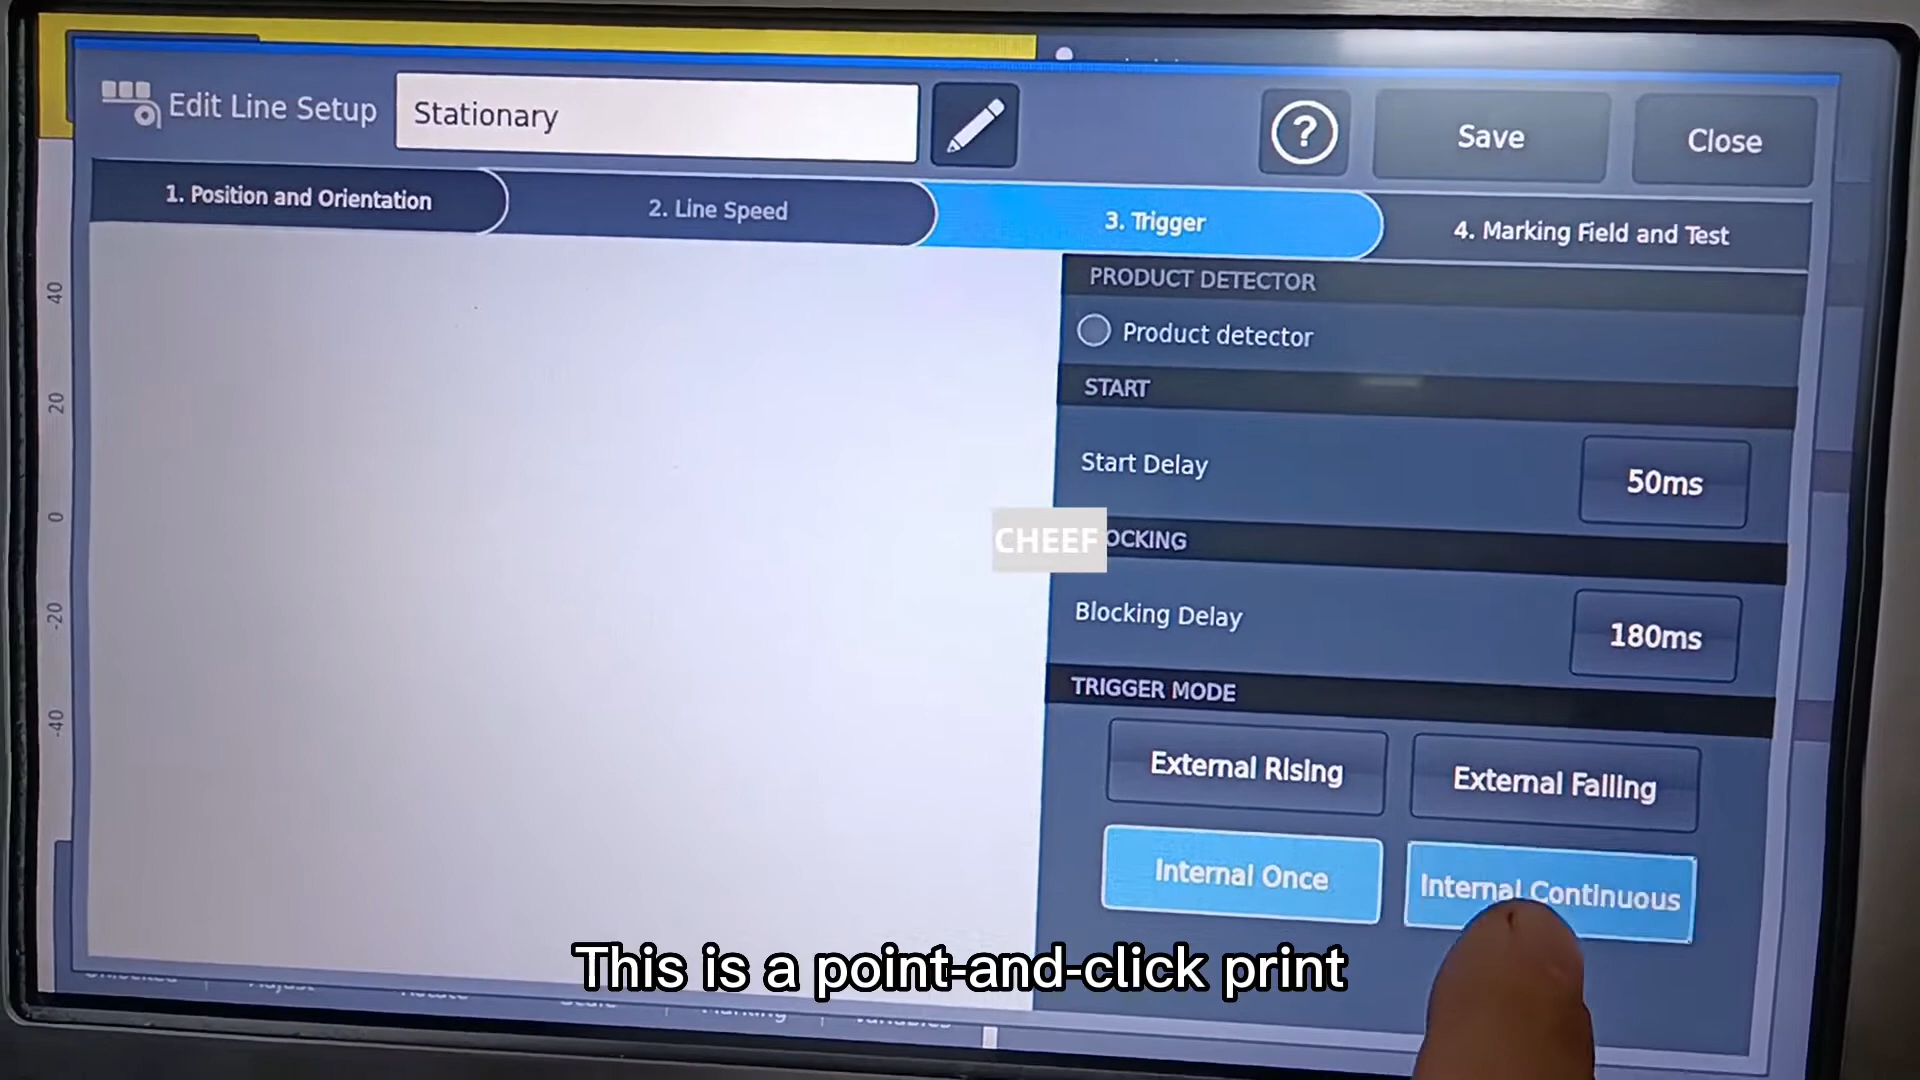 Edit Line Setup
Stationary
?
Save
Close
1. Position and Orientation
2. Line Speed
3. Trigger
4. Marking Field and Test
PRODUCT DETECTOR
Product detector
START
Start Delay
50ms
CHEEF
OCKING
Blocking Delay
180ms
TRIGGER MODE
External Rising
External Falling
Internal Once
Internal Continuous
40
20
0
-20
-40
This is a point-and-click print